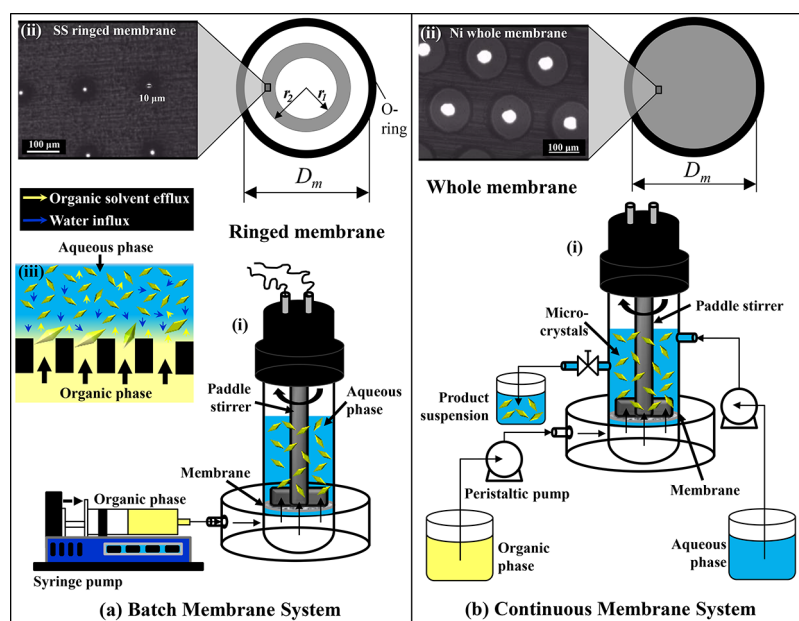 (ii)
SS ringed membrane
10 µm
100 µm
r2
r1
O-
ring
Dm
Ringed membrane
Organic solvent efflux
Water influx
Aqueous phase
(iii)
Organic phase
(i)
Paddle
stirrer
Aqueous
phase
Membrane
Organic phase
Syringe pump
(a) Batch Membrane System
(ii)
Ni whole membrane
100 µm
Dm
Whole membrane
(i)
Micro-
crystals
Paddle stirrer
Product
suspension
Peristaltic pump
Membrane
Organic
phase
Aqueous
phase
(b) Continuous Membrane System